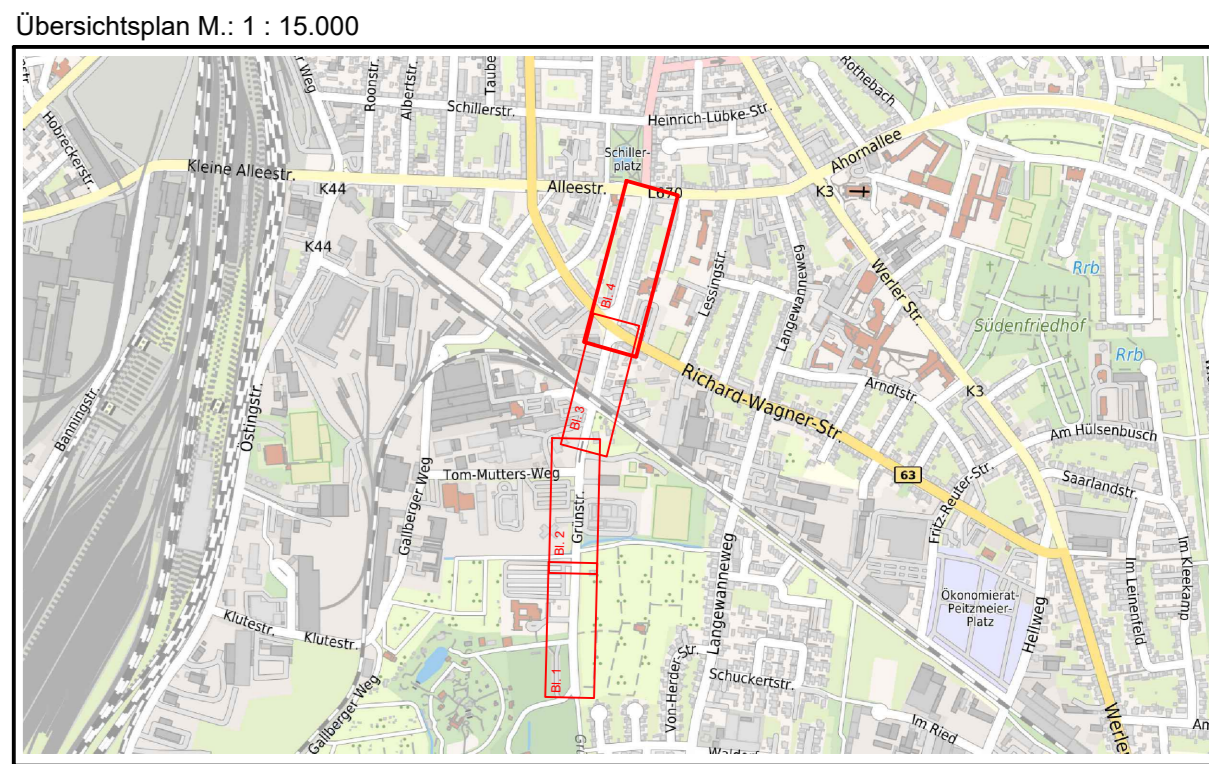 Übersichtsplan M.: 1 : 15.000
Hobreckerstr.
Roonstr.
Albertstr.
Schillerstr.
Heinrich-Lübke-Str.
Rothebach
Ahornallee
Schiller-
platz
Kleine Alleestr.
K44
Alleestr.
L670
K3
K44
Lessingstr.
Langewanneweg
Werler Str.
Rrb
Südenfriedhof
Rrb
Bl. 4
Richard-Wagner-Str.
Arndtstr.
K3
Banningstr.
Östingstr.
Bl. 3
Am Hülsenbusch
Tom-Mutters-Weg
63
Fritz-Reuter-Str.
Saarlandstr.
Gallberger Weg
Grünstr.
Bl. 2
Langewanneweg
Im Leinenfeld
Im Kleekamp
Ökonomierat-
Peitzmeier-
Platz
Hellweg
Klutestr.
Klutestr.
Bl. 1
Von-Herder-Str.
Schuckertstr.
Gallberger Weg
Im Ried